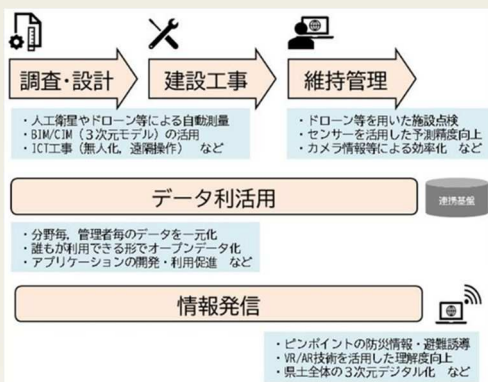 調査・設計
建設工事
維持管理
・人工衛星やドローン等による自動測量
・BIM/CIM（3次元モデル）の活用
・ICT工事（無人化，遠隔操作） など
・ドローン等を用いた施設点検
・センサーを活用した予測精度向上
・カメラ情報等による効率化 など
データ利活用
連携基盤
・分野毎，管理者毎のデータを一元化
・誰もが利用できる形でオープンデータ化
・アプリケーションの開発・利用促進 など
情報発信
・ピンポイントの防災情報・避難誘導
・VR/AR技術を活用した理解度向上
・県土全体の3次元デジタル化 など